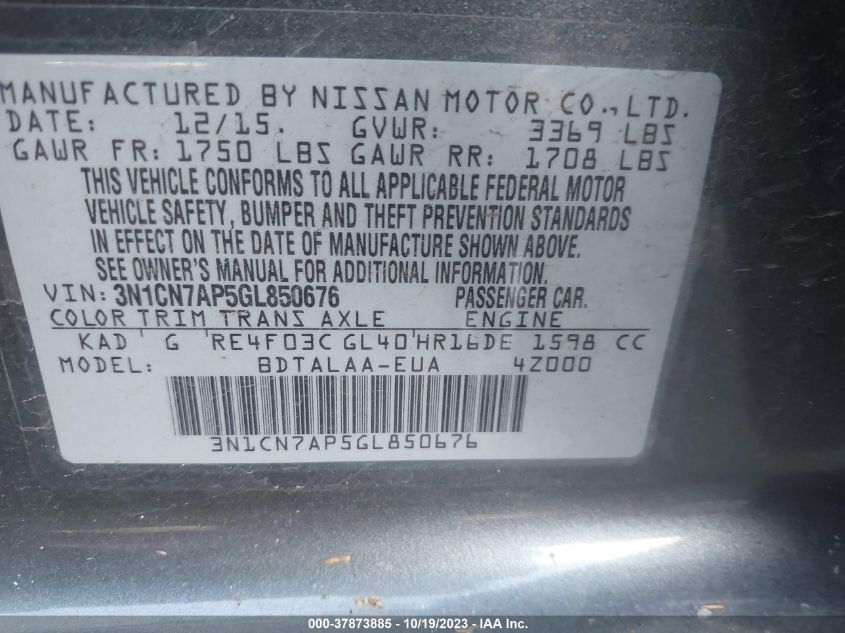 MANUFACTURED BY NISSAN MOTOR CO., LTD.
DATE: 12/15. GVWR: 3369 LBS
GAWR FR: 1750 LBS GAWR RR: 1708 LBS
THIS VEHICLE CONFORMS TO ALL APPLICABLE FEDERAL MOTOR
VEHICLE SAFETY, BUMPER AND THEFT PREVENTION STANDARDS
IN EFFECT ON THE DATE OF MANUFACTURE SHOWN ABOVE.
SEE OWNER'S MANUAL FOR ADDITIONAL INFORMATION.
VIN: 3N1CN7AP5GL850676 PASSENGER CAR.
COLOR TRIM TRANS AXLE ENGINE
KAD G RE4F03C GL40 HR16DE 1598 CC
MODEL: BDTALAA-EUA 4Z000
3N1CN7AP5GL850676
000-37873885 - 10/19/2023 - IAA Inc.